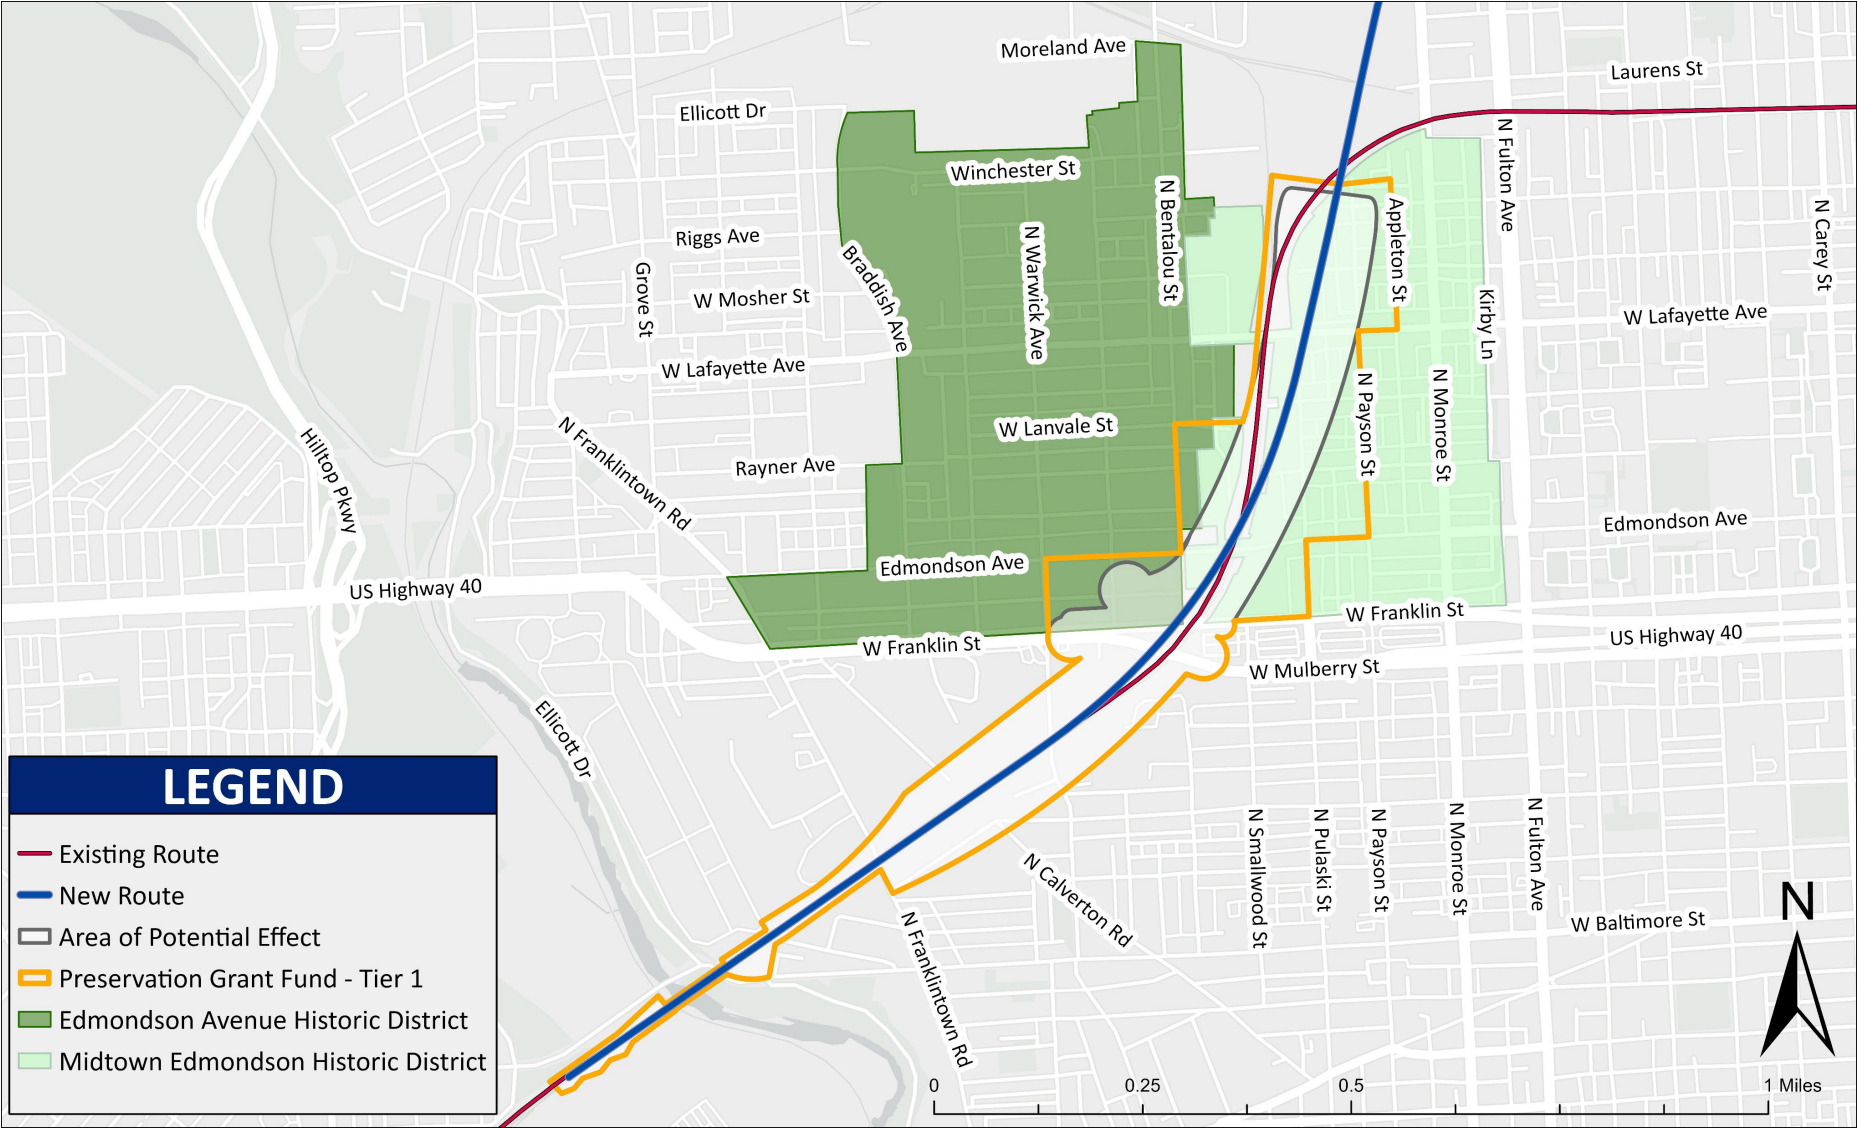 Moreland Ave
Laurens St
Ellicott Dr
N Fulton Ave
Winchester St
N Bentalou St
Appleton St
N Carey St
N Warwick Ave
Riggs Ave
Braddish Ave
Grove St
W Mosher St
Kirby Ln
W Lafayette Ave
W Lafayette Ave
N Payson St
N Monroe St
N Franklintown Rd
W Lanvale St
Hilltop Pkwy
Rayner Ave
Edmondson Ave
Edmondson Ave
US Highway 40
W Franklin St
W Franklin St
US Highway 40
W Mulberry St
Ellicott Dr
N Smallwood St
N Pulaski St
N Payson St
N Monroe St
N Fulton Ave
N Calverton Rd
N Franklintown Rd
W Baltimore St
N
LEGEND
Existing Route
New Route
Area of Potential Effect
Preservation Grant Fund - Tier 1
Edmondson Avenue Historic District
Midtown Edmondson Historic District
0 0.25 0.5 1 Miles